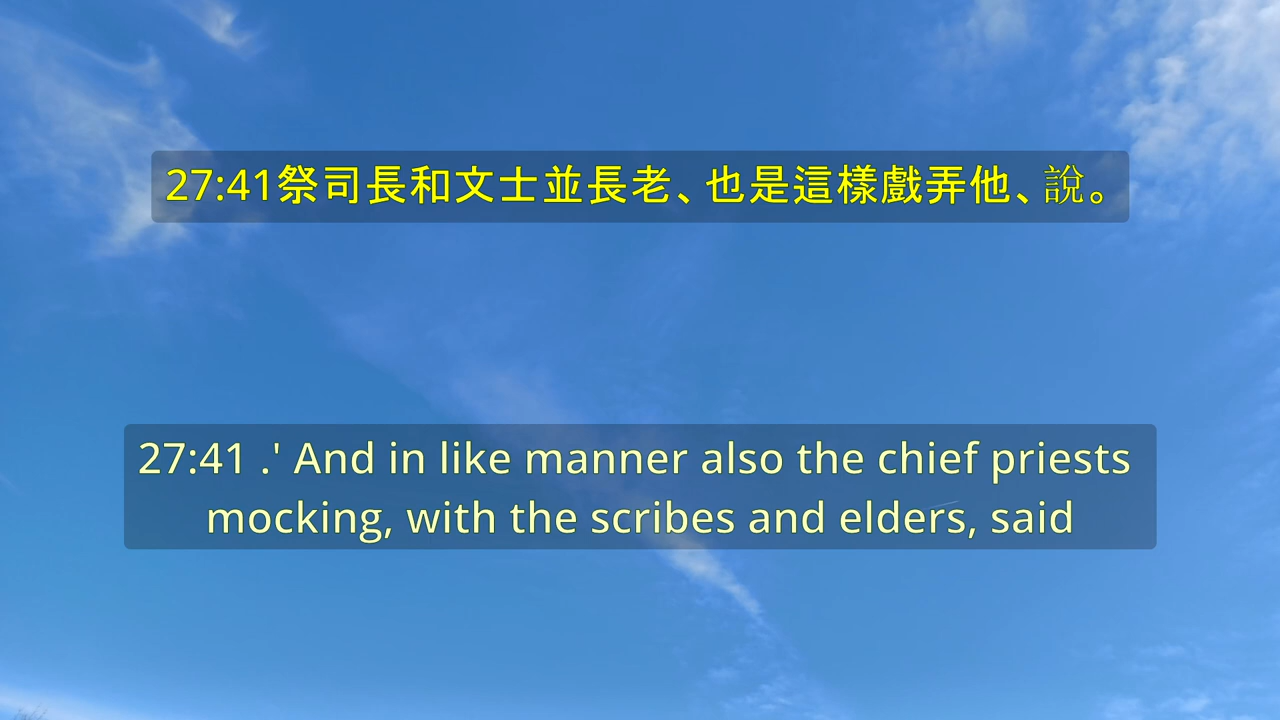 27:41祭司長和文士並長老、也是這樣戲弄他、說。
27:41 .' And in like manner also the chief priests
mocking, with the scribes and elders, said